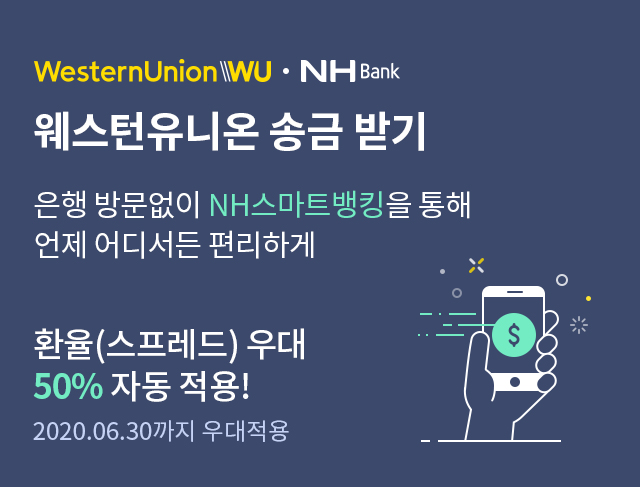 WesternUnion\\WU · NH Bank
웨스턴유니온 송금 받기
은행 방문없이 NH스마트뱅킹을 통해
언제 어디서든 편리하게
환율(스프레드) 우대
50% 자동 적용!
2020.06.30까지 우대적용
$